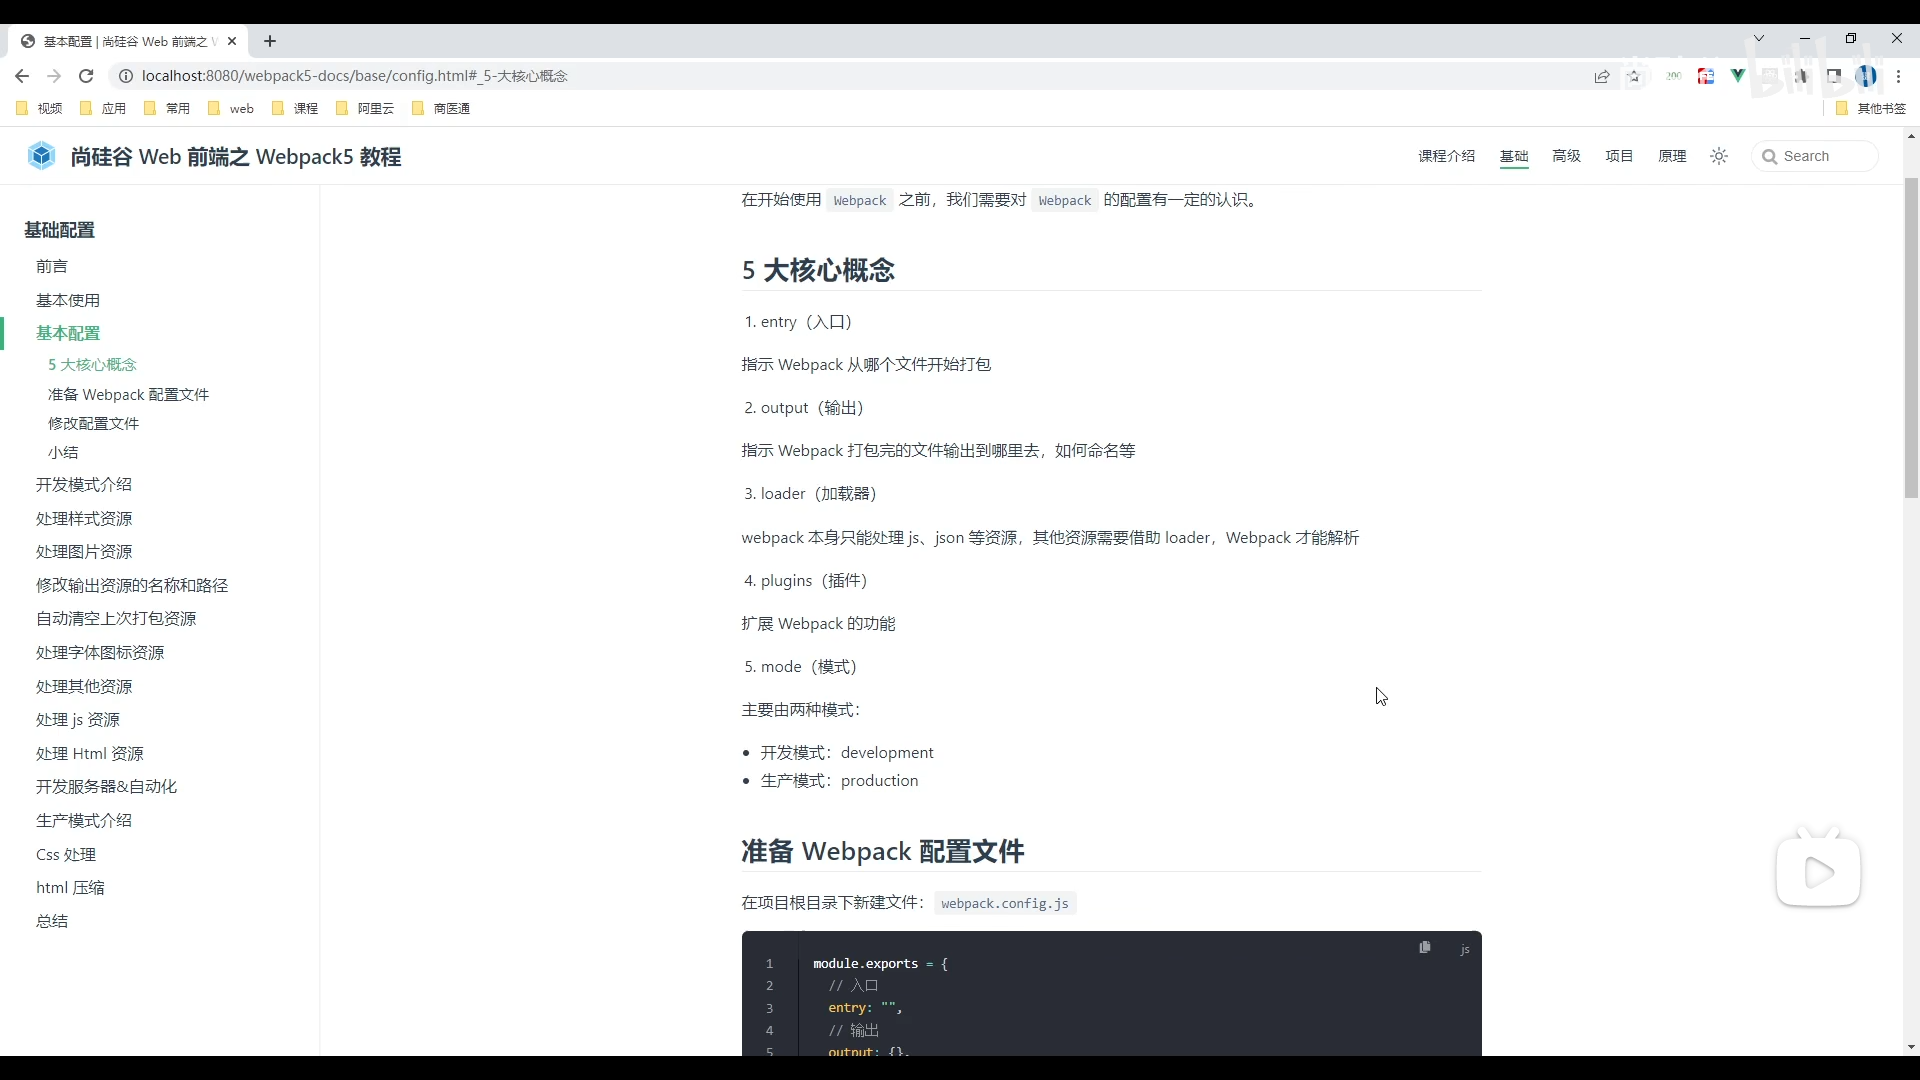 基本配置 | 尚硅谷 Web 前端之 W
localhost:8080/webpack5-docs/base/config.html#_5-大核心概念
视频
应用
常用
web
课程
阿里云
商医通
其他书签
bilibili
尚硅谷 Web 前端之 Webpack5 教程
课程介绍
基础
高级
项目
原理
Search
基础配置
前言
基本使用
基本配置
5 大核心概念
准备 Webpack 配置文件
修改配置文件
小结
开发模式介绍
处理样式资源
处理图片资源
修改输出资源的名称和路径
自动清空上次打包资源
处理字体图标资源
处理其他资源
处理 js 资源
处理 Html 资源
开发服务器&自动化
生产模式介绍
Css 处理
html 压缩
总结
在开始使用 Webpack 之前，我们需要对 Webpack 的配置有一定的认识。
5 大核心概念
1. entry（入口）
指示 Webpack 从哪个文件开始打包
2. output（输出）
指示 Webpack 打包完的文件输出到哪里去，如何命名等
3. loader（加载器）
webpack 本身只能处理 js、json 等资源，其他资源需要借助 loader，Webpack 才能解析
4. plugins（插件）
扩展 Webpack 的功能
5. mode（模式）
主要由两种模式：
• 开发模式：development
• 生产模式：production
准备 Webpack 配置文件
在项目根目录下新建文件： webpack.config.js
js
1 module.exports = {
2 // 入口
3 entry: "",
4 // 输出
5 output: {},